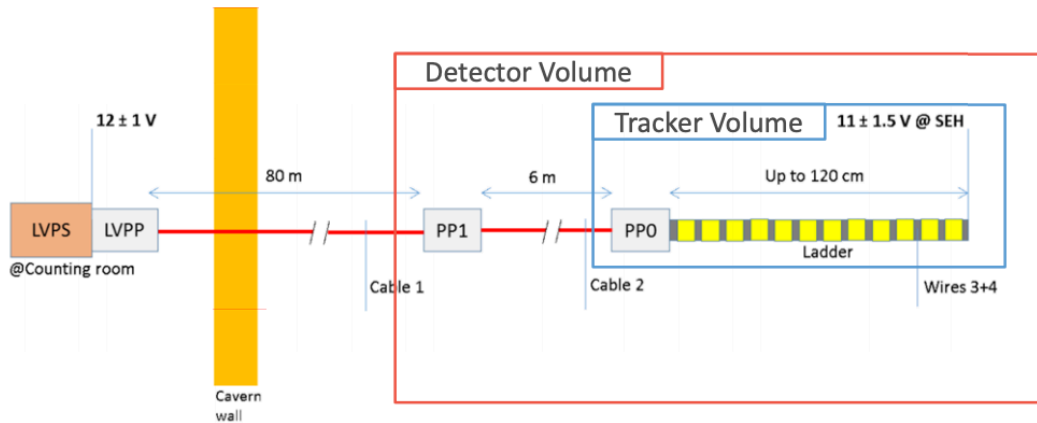 Detector Volume
12 ± 1 V
Tracker Volume
11 ± 1.5 V @ SEH
80 m
6 m
Up to 120 cm
LVPS
LVPP
PP1
PP0
@Counting room
Ladder
Cable 1
Cable 2
Wires 3+4
Cavern
wall